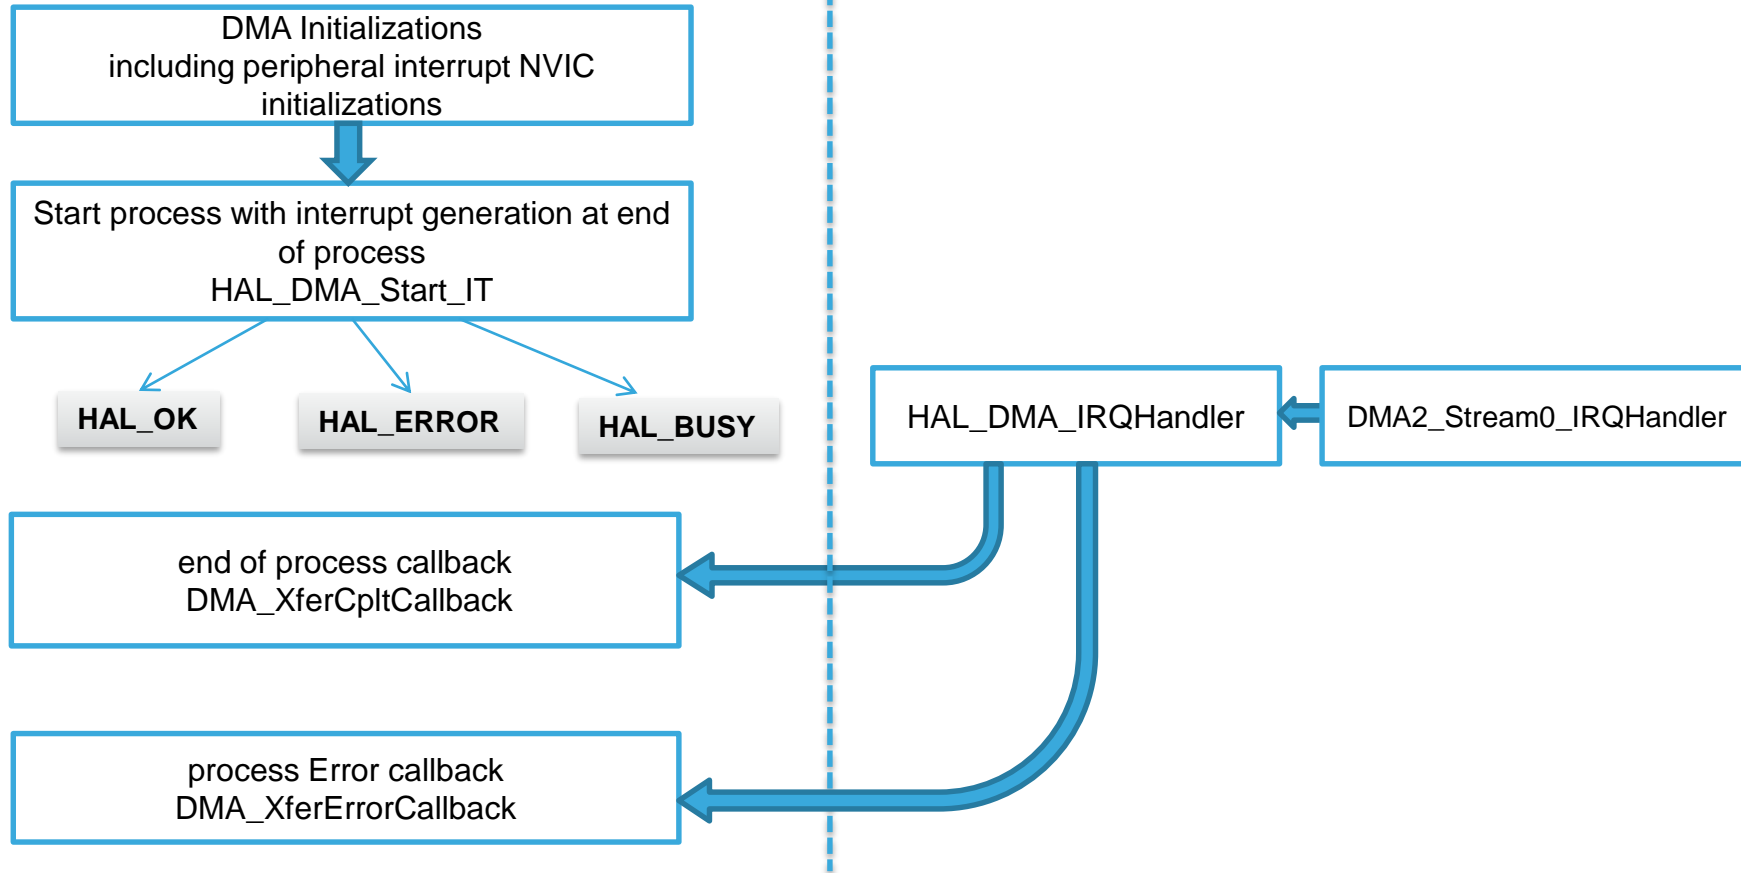 DMA Initializations
including peripheral interrupt NVIC
initializations
Start process with interrupt generation at end
of process
HAL_DMA_Start_IT
HAL_OK
HAL_ERROR
HAL_BUSY
HAL_DMA_IRQHandler
DMA2_Stream0_IRQHandler
end of process callback
DMA_XferCpltCallback
process Error callback
DMA_XferErrorCallback